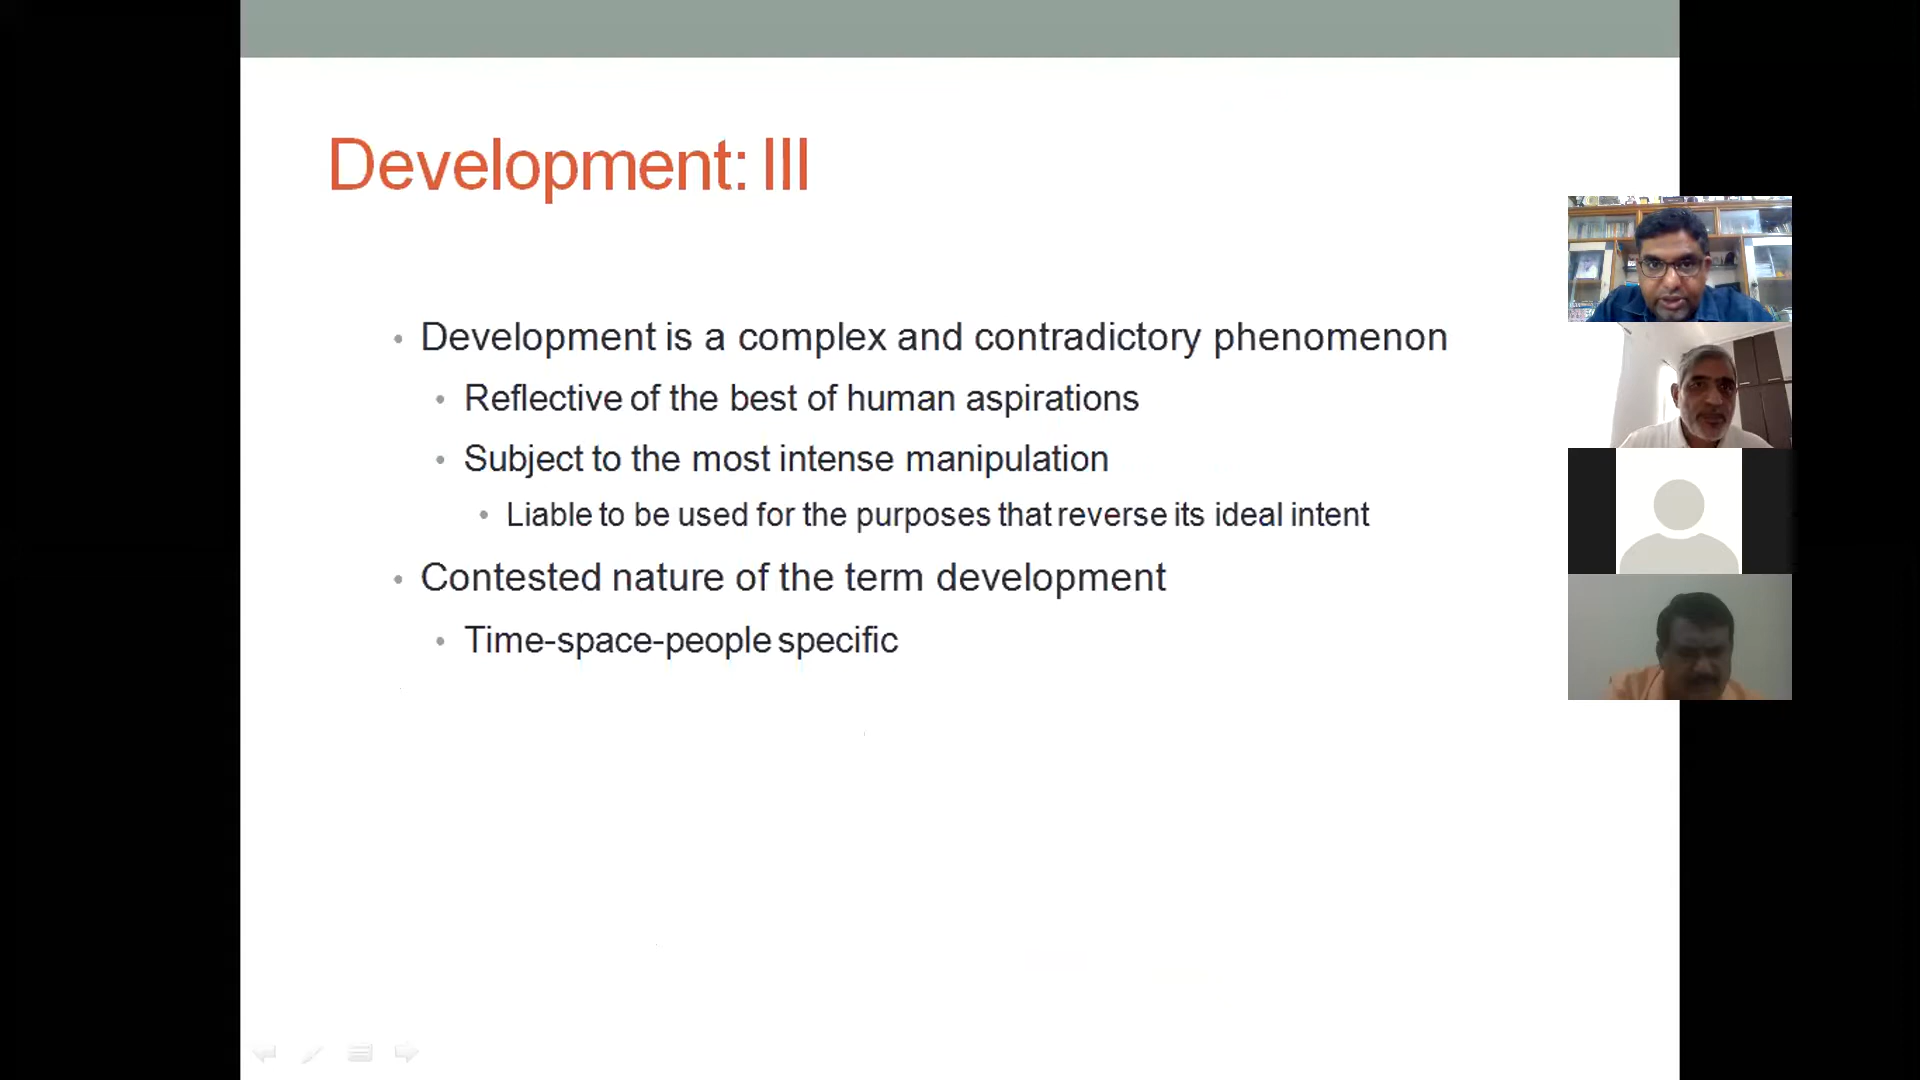 Development: III
Development is a complex and contradictory phenomenon
Reflective of the best of human aspirations
Subject to the most intense manipulation
Liable to be used for the purposes that reverse its ideal intent
Contested nature of the term development
Time-space-people specific